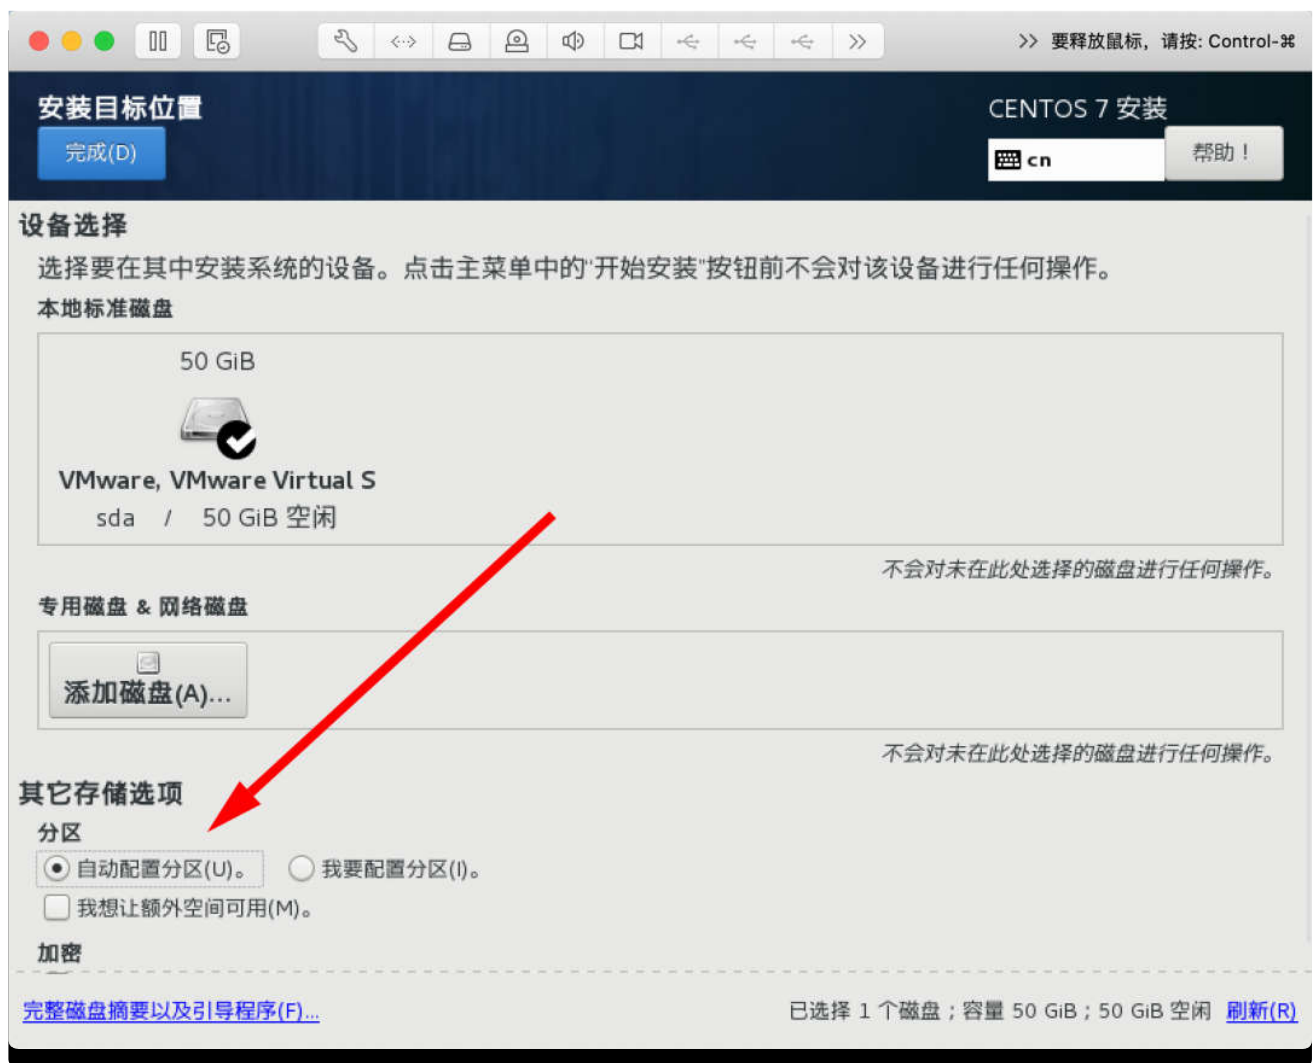 >> 要释放鼠标，请按: Control-⌘
安装目标位置
CENTOS 7 安装
完成(D)
cn
帮助！
设备选择
选择要在其中安装系统的设备。点击主菜单中的“开始安装”按钮前不会对该设备进行任何操作。
本地标准磁盘
50 GiB
VMware, VMware Virtual S
sda / 50 GiB 空闲
不会对未在此处选择的磁盘进行任何操作。
专用磁盘 & 网络磁盘
添加磁盘(A)...
不会对未在此处选择的磁盘进行任何操作。
其它存储选项
分区
自动配置分区(U)。 我要配置分区(I)。
我想让额外空间可用(M)。
加密
完整磁盘摘要以及引导程序(F)... 已选择 1 个磁盘；容量 50 GiB；50 GiB 空闲 刷新(R)